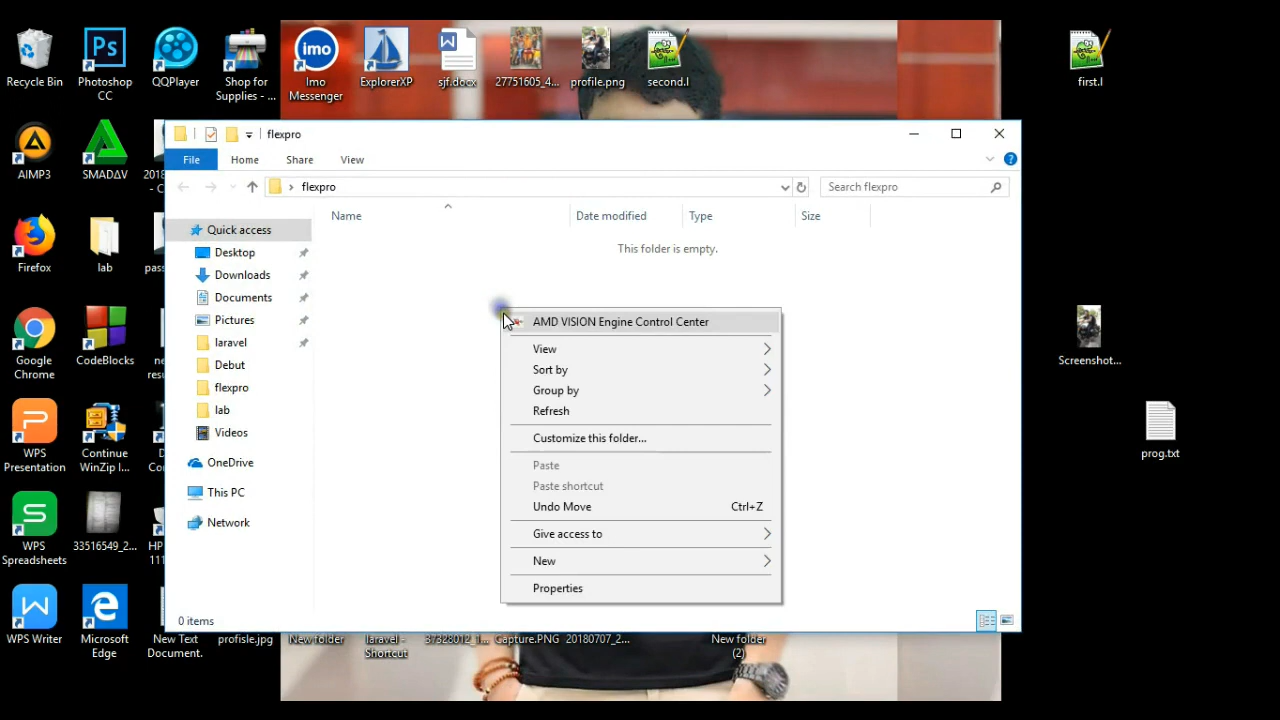 Recycle Bin
Photoshop
CC
QQPlayer
Shop for
Supplies - ...
imo
Imo
Messenger
ExplorerXP
sjf.docx
27751605_4...
profile.png
second.l
first.l
AIMP3
SMADΔV
Firefox
lab
Google
Chrome
CodeBlocks
WPS
Presentation
Continue
WinZip I...
WPS
Spreadsheets
33516549_2...
WPS Writer
Microsoft
Edge
New Text
Document.
profisle.jpg
New folder
laravel -
Shortcut
37328012_1...
Capture.PNG
20180707_2...
New folder
(2)
Screenshot...
prog.txt
flexpro
File
Home
Share
View
flexpro
Search flexpro
Name
Date modified
Type
Size
This folder is empty.
Quick access
Desktop
Downloads
Documents
Pictures
laravel
Debut
flexpro
lab
Videos
OneDrive
This PC
Network
0 items
AMD VISION Engine Control Center
View
Sort by
Group by
Refresh
Customize this folder...
Paste
Paste shortcut
Undo Move Ctrl+Z
Give access to
New
Properties